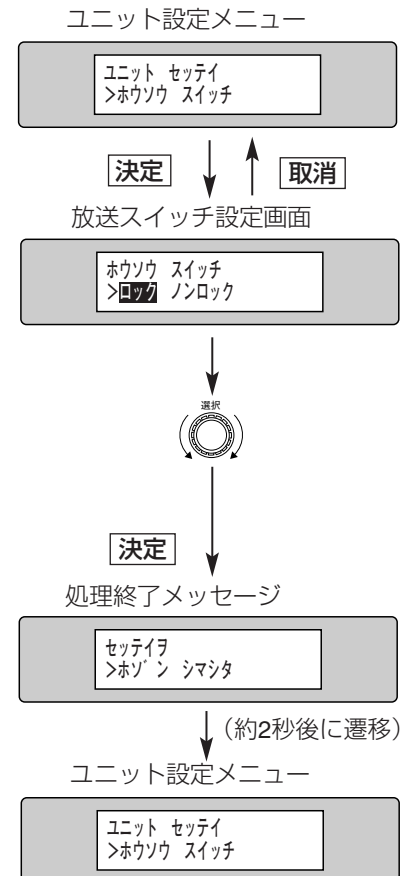 ユニット設定メニュー
ユニット セッテイ
>ホウソウ スイッチ
決定 取消
放送スイッチ設定画面
ホウソウ スイッチ
>ロック ノンロック
選択
決定
処理終了メッセージ
セッテイヲ
>ホゾン シマシタ
(約2秒後に遷移)
ユニット設定メニュー
ユニット セッテイ
>ホウソウ スイッチ